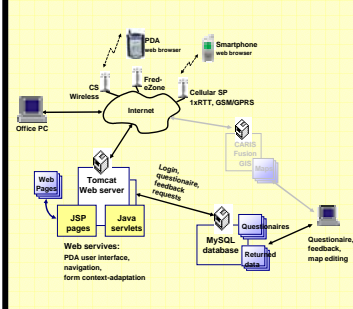 PDA
web browser
Smartphone
web browser
CS
Wireless
Fred-
eZone
Cellular SP
1xRTT, GSM/GPRS
Internet
Office PC
CARIS
Fusion
GIS
Maps
Web
Pages
Tomcat
Web server
Login,
questionaire,
feedback
requests
JSP
pages
Java
servlets
MySQL
database
Questionaires
Returned
data
Questionaire,
feedback,
map editing
Web servives:
PDA user interface,
navigation,
form context-adaptation